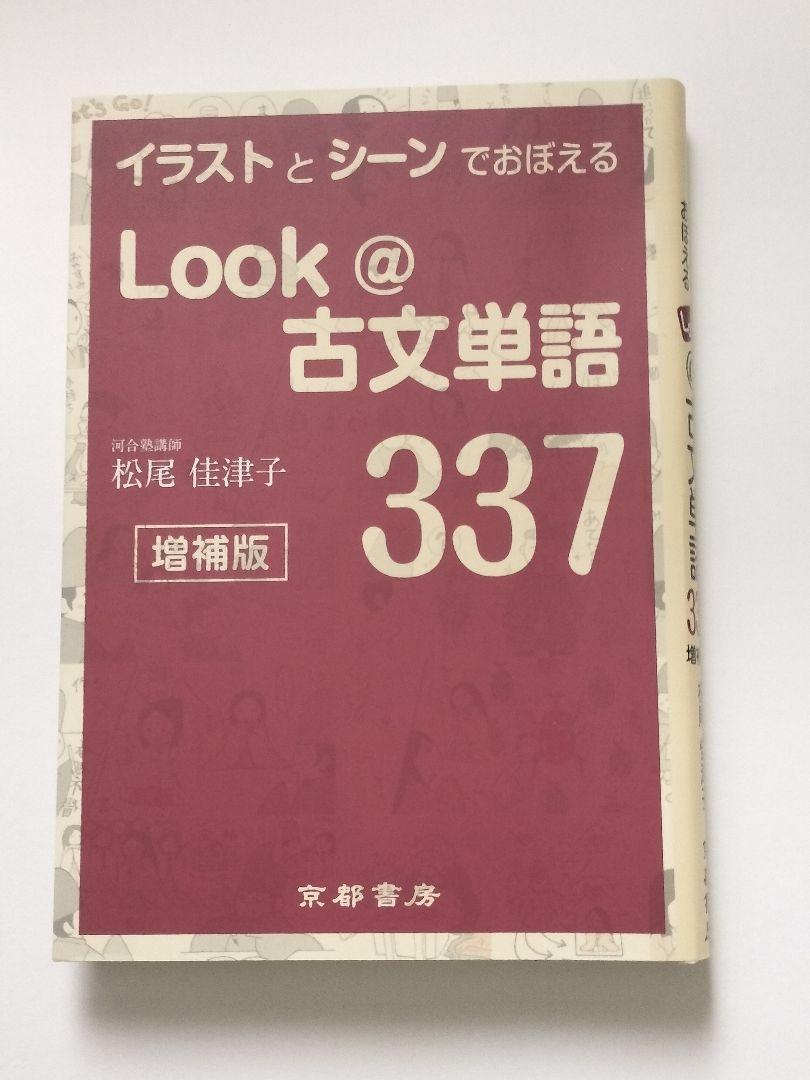 イラストとシーンでおぼえる
Look@
古文単語
337
河合塾講師
松尾 佳津子
増補版
京都書房